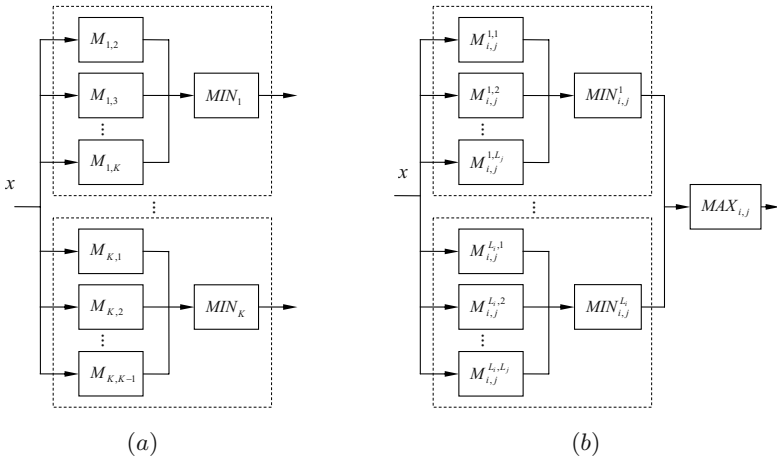 x
M_{1,2}
M_{1,3}
⋮
M_{1,K}
MIN_1
⋮
M_{K,1}
M_{K,2}
⋮
M_{K,K-1}
MIN_K
(a)
x
M_{i,j}^{1,1}
M_{i,j}^{1,2}
⋮
M_{i,j}^{1,L_j}
MIN_{i,j}^1
⋮
M_{i,j}^{L_i,1}
M_{i,j}^{L_i,2}
⋮
M_{i,j}^{L_i,L_j}
MIN_{i,j}^{L_i}
MAX_{i,j}
(b)